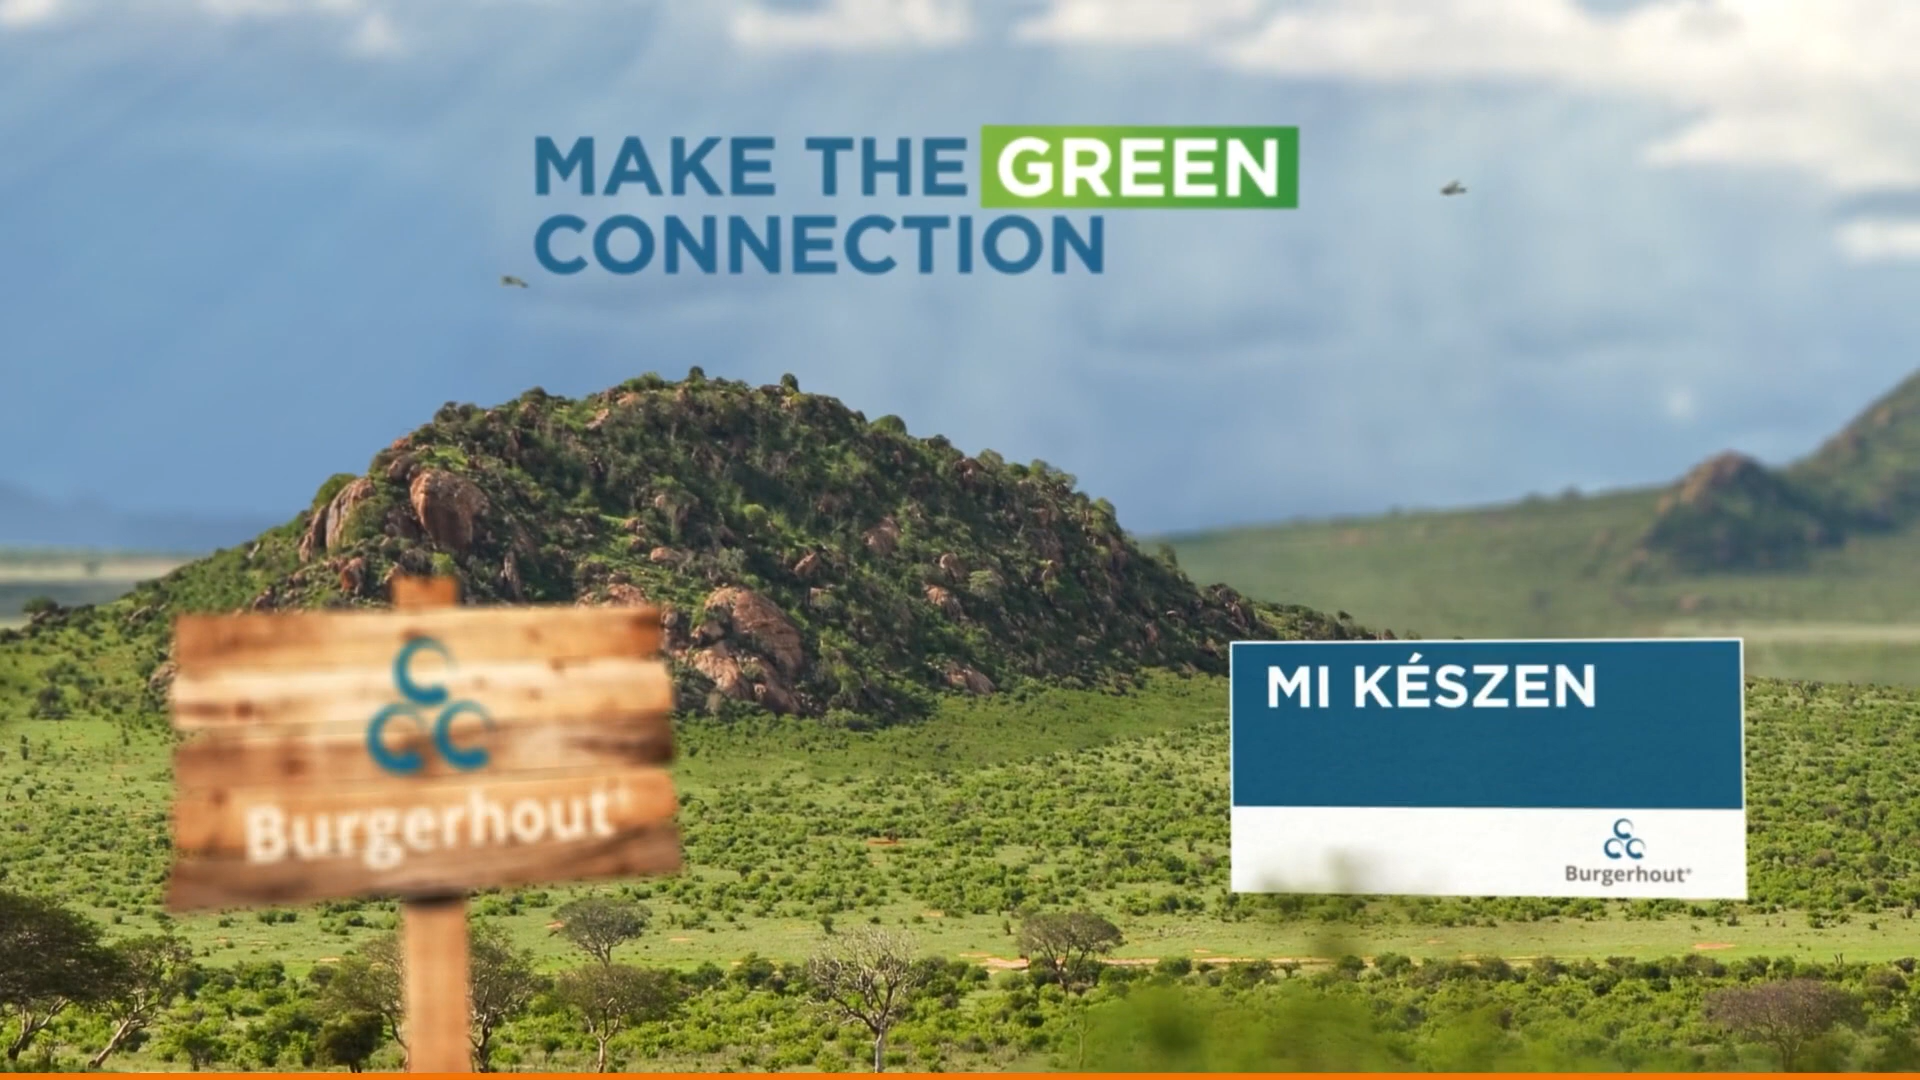 MAKE THE GREEN
CONNECTION
Burgerhout
MI KÉSZEN
Burgerhout®